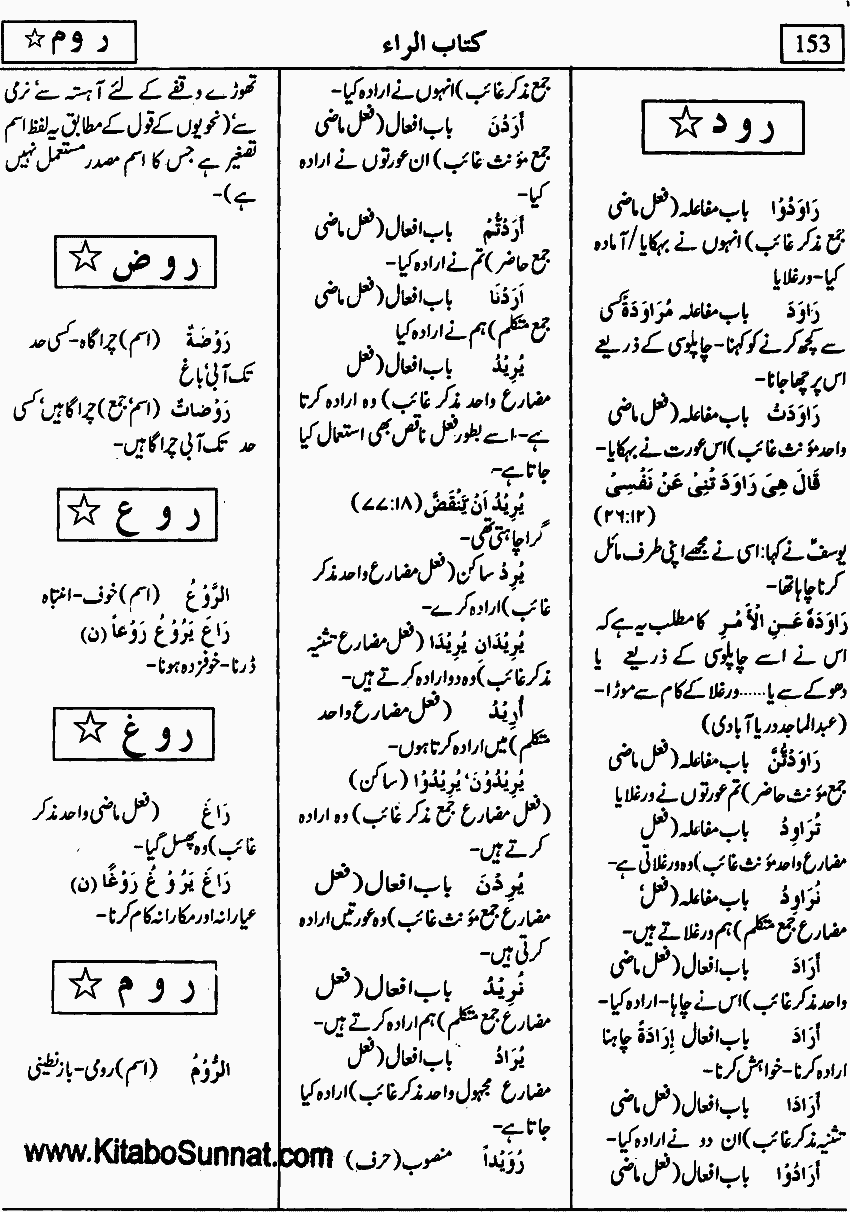 153
کتاب الراء
ر و م ☆
ر و د ☆
رَاوَدُوْا باب مفاعلہ (فعل ماضی
جمع مذکر غائب) انہوں نے بہکایا/آمادہ
کیا-ورغلایا
رَاوَدَ باب مفاعلہ مُرَاوَدَةً کسی
سے کچھ کرنے کو کہنا-چاپلوسی کے ذریعے
اس پر چھا جانا-
رَاوَدَتْ باب مفاعلہ (فعل ماضی
واحد مؤنث غائب) اس عورت نے بہکایا-
قَالَ هِیَ رَاوَدَ تْنِیْ عَنْ نَفْسِیْ
(۲۶:۱۲)
یوسفؑ نے کہا: اسی نے مجھے اپنی طرف مائل
کرنا چاہا تھا-
رَاوَدَهُ عَنِ الْاَمْرِ کا مطلب یہ ہے کہ
اس نے اسے چاپلوسی کے ذریعے یا
دھوکے سے یا......ورغلا کے کام سے موڑا-
(عبدالماجد دریا آبادی)
رَاوَدْتُّنَّ باب مفاعلہ (فعل ماضی
جمع مؤنث حاضر) تم عورتوں نے ورغلایا
تُرَاوِدُ باب مفاعلہ (فعل
مضارع واحد مؤنث غائب) وہ ورغلاتی ہے-
نُرَاوِدُ باب مفاعلہ (فعل
مضارع جمع متکلم) ہم ورغلاتے ہیں-
أَرَادَ باب افعال (فعل ماضی
واحد مذکر غائب) اس نے چاہا-ارادہ کیا-
أَرَادَ باب افعال إِرَادَةً چاہنا
ارادہ کرنا-خواہش کرنا-
أَرَادَا باب افعال (فعل ماضی
تثنیہ مذکر غائب) ان دو نے ارادہ کیا-
أَرَادُوْا باب افعال (فعل ماضی
جمع مذکر غائب) انہوں نے ارادہ کیا-
أَرَدْنَ باب افعال (فعل ماضی
جمع مؤنث غائب) ان عورتوں نے ارادہ
کیا-
أَرَدْتُّمْ باب افعال (فعل ماضی
جمع حاضر) تم نے ارادہ کیا-
أَرَدْنَا باب افعال (فعل ماضی
جمع متکلم) ہم نے ارادہ کیا
يُرِيْدُ باب افعال (فعل
مضارع واحد مذکر غائب) وہ ارادہ کرتا
ہے-اسے بطور فعل ناقص بھی استعمال کیا
جاتا ہے-
يُرِيْدُ اَنْ يَّنْقَضَّ (۷۷:۱۸)
گرا چاہتی تھی-
يُرِدْ ساکن (فعل مضارع واحد مذکر
غائب) ارادہ کرے-
يُرِيْدَانِ يُرِيْدَا (فعل مضارع تثنیہ
مذکر غائب) وہ دو ارادہ کرتے ہیں-
أُرِيْدُ (فعل مضارع واحد
متکلم) میں ارادہ کرتا ہوں-
يُرِيْدُوْنَ، يُرِيْدُوْا (ساکن)
(فعل مضارع جمع مذکر غائب) وہ ارادہ
کرتے ہیں-
يُرِدْنَ باب افعال (فعل
مضارع جمع مؤنث غائب) وہ عورتیں ارادہ
کرتی ہیں-
نُرِيْدُ باب افعال (فعل
مضارع جمع متکلم) ہم ارادہ کرتے ہیں-
يُرَادُ باب افعال (فعل
مضارع مجہول واحد مذکر غائب) ارادہ کیا
جاتا ہے-
رُوَيْداً منصوب (حرف)
تھوڑے وقفے کے لئے آہستہ سے، نرمی
سے، (نحویوں کے قول کے مطابق یہ لفظ اسم
تصغیر ہے جس کا اسم مصدر مستعمل نہیں
ہے)-
ر و ض ☆
رَوْضَةٌ (اسم) چراگاہ-کسی حد
تک آبی، باغ
رَوْضَاتٌ (اسم، جمع) چراگاہیں، کسی
حد تک آبی چراگاہیں-
ر و ع ☆
الرَّوْعُ (اسم) خوف-انتباہ
رَاعَ يَرُوْعُ رَوْعاً (ن)
ڈرنا-خوفزدہ ہونا-
ر و غ ☆
رَاغَ (فعل ماضی واحد مذکر
غائب) وہ پھسل گیا-
رَاغَ يَرُوْغُ رَوْغًا (ن)
عیارانہ اور مکارانہ کام کرنا-
ر و م ☆
الرُّوْمُ (اسم) رومی-بازنطینی
www.KitaboSunnat.com